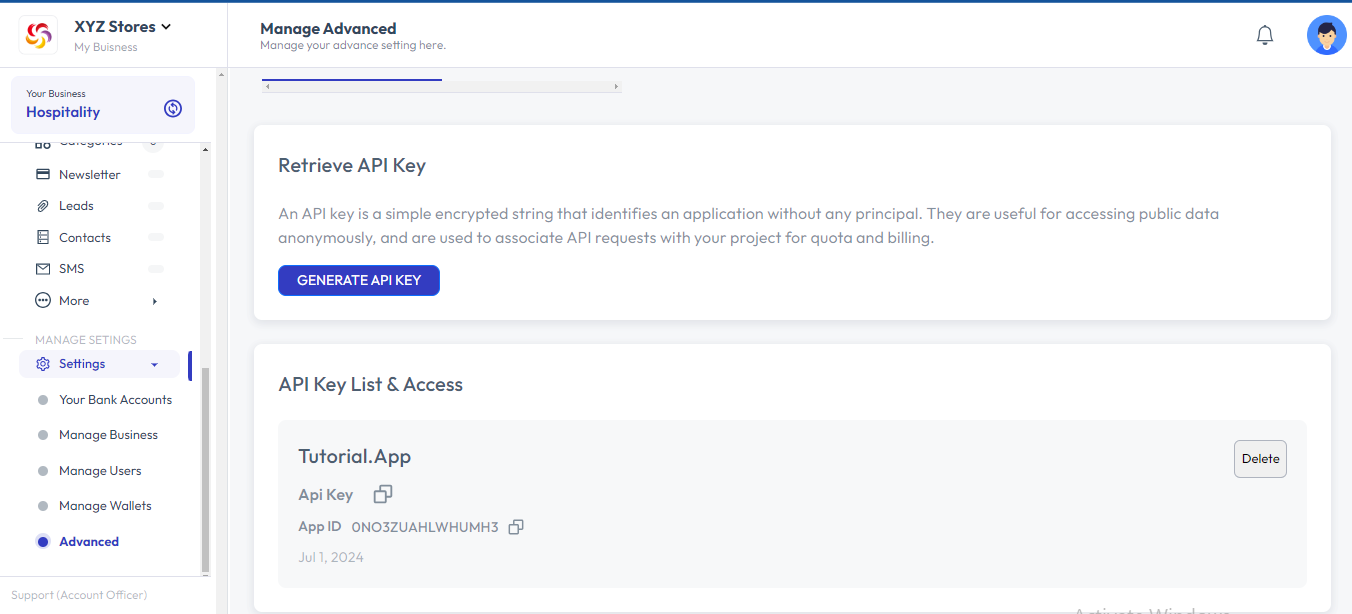 XYZ Stores
My Buisness
Manage Advanced
Manage your advance setting here.
Your Business
Hospitality
Categories
Newsletter
Leads
Contacts
SMS
More
MANAGE SETINGS
Settings
Your Bank Accounts
Manage Business
Manage Users
Manage Wallets
Advanced
Support (Account Officer)
Retrieve API Key
An API key is a simple encrypted string that identifies an application without any principal. They are useful for accessing public data
anonymously, and are used to associate API requests with your project for quota and billing.
GENERATE API KEY
API Key List & Access
Tutorial.App
Delete
Api Key
App ID 0NO3ZUAHLWHUMH3
Jul 1, 2024
Activate Windows